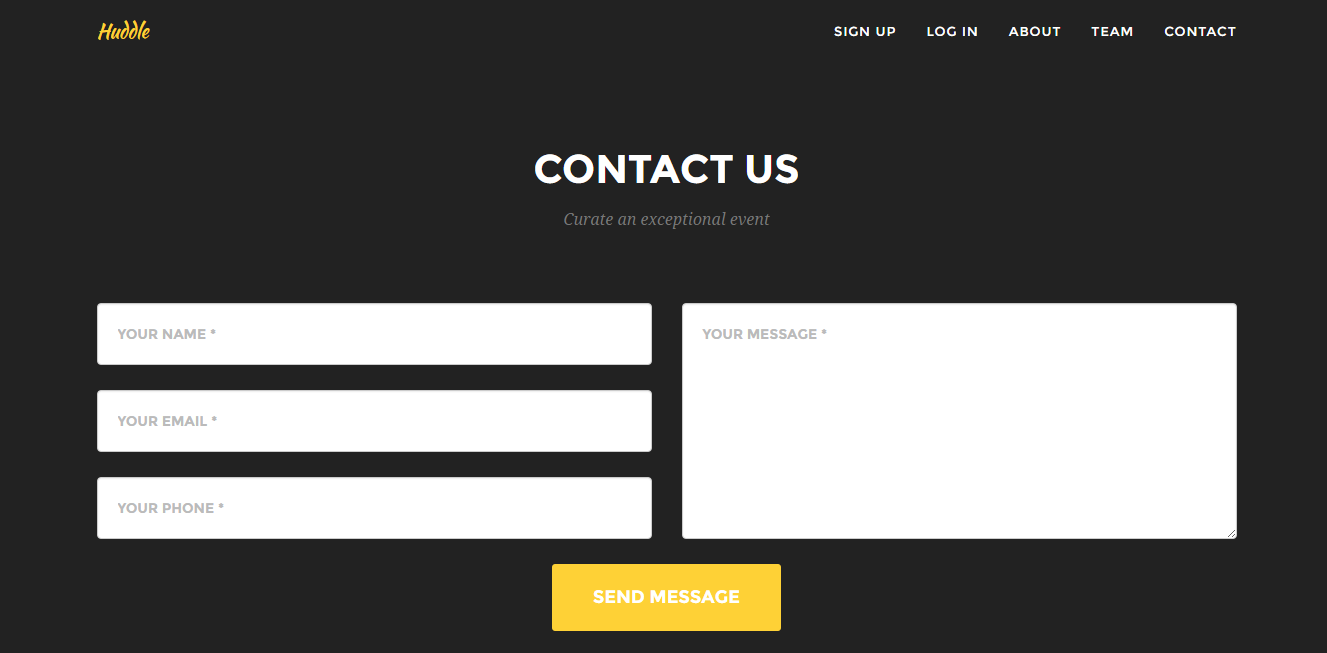 Huddle
SIGN UP LOG IN ABOUT TEAM CONTACT
CONTACT US
Curate an exceptional event
YOUR NAME *
YOUR EMAIL *
YOUR PHONE *
YOUR MESSAGE *
SEND MESSAGE